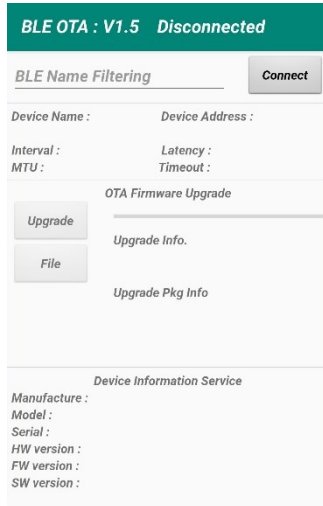 BLE OTA : V1.5 Disconnected
BLE Name Filtering Connect
Device Name : Device Address :
Interval : Latency :
MTU : Timeout :
OTA Firmware Upgrade
Upgrade
Upgrade Info.
File
Upgrade Pkg Info
Device Information Service
Manufacture :
Model :
Serial :
HW version :
FW version :
SW version :